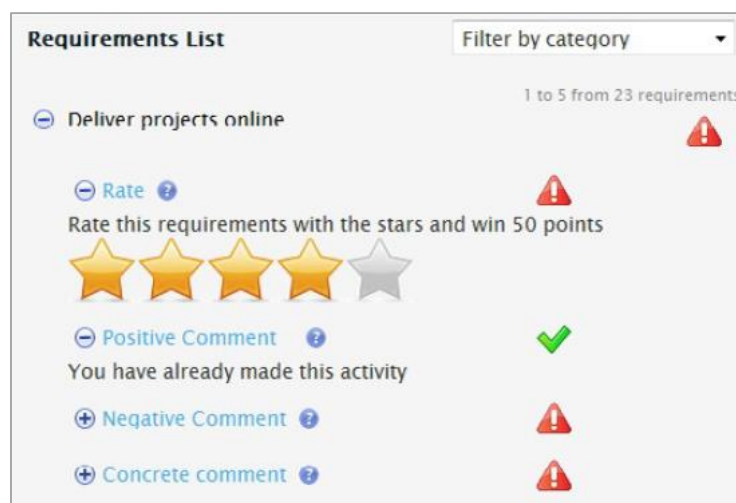 Requirements List
Filter by category
1 to 5 from 23 requirements
Deliver projects online
Rate
Rate this requirements with the stars and win 50 points
Positive Comment
You have already made this activity
Negative Comment
Concrete comment